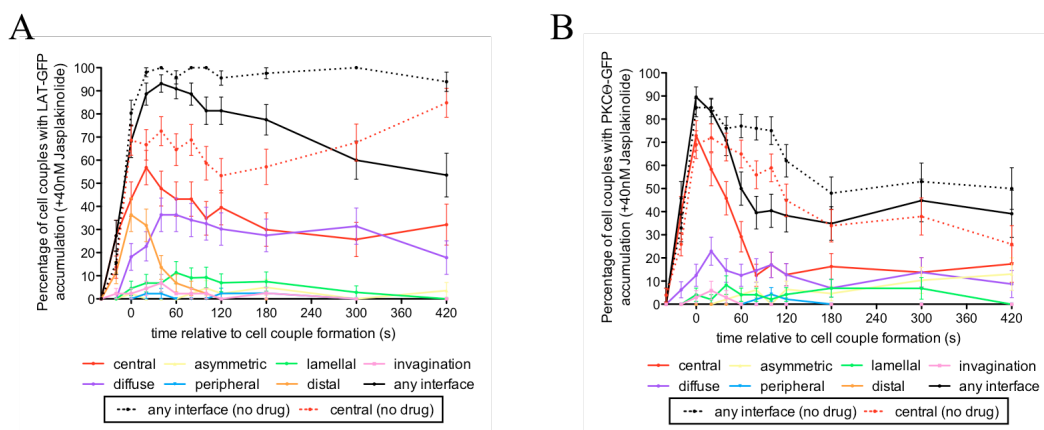 A
Percentage of cell couples with LAT-GFP
accumulation (+40nM Jasplakinolide)
100
90
80
70
60
50
40
30
20
10
0
0 60 120 180 240 300 360 420
time relative to cell couple formation (s)
central asymmetric lamellal invagination
diffuse peripheral distal any interface
any interface (no drug) central (no drug)
B
Percentage of cell couples with PKCΘ-GFP
accumulation (+40nM Jasplakinolide)
100
90
80
70
60
50
40
30
20
10
0
0 60 120 180 240 300 360 420
time relative to cell couple formation (s)
central asymmetric lamellal invagination
diffuse peripheral distal any interface
any interface (no drug) central (no drug)